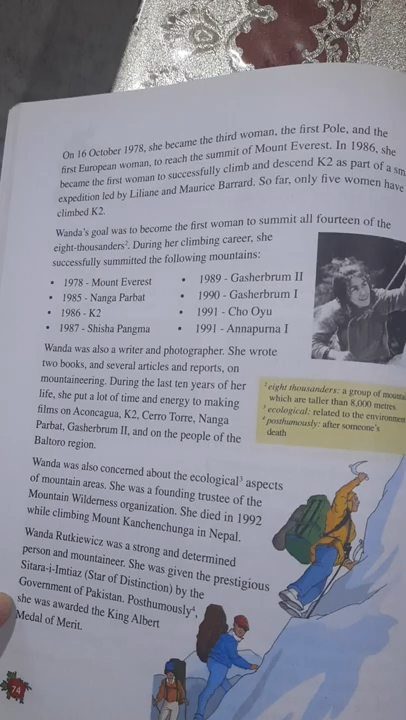 On 16 October 1978, she became the third woman, the first Pole, and the
first European woman, to reach the summit of Mount Everest. In 1986, she
became the first woman to successfully climb and descend K2 as part of a sm
expedition led by Liliane and Maurice Barrard. So far, only five women have
climbed K2.
Wanda's goal was to become the first woman to summit all fourteen of the
eight-thousanders². During her climbing career, she
successfully summitted the following mountains:
• 1978 - Mount Everest
• 1985 - Nanga Parbat
• 1986 - K2
• 1987 - Shisha Pangma
• 1989 - Gasherbrum II
• 1990 - Gasherbrum I
• 1991 - Cho Oyu
• 1991 - Annapurna I
Wanda was also a writer and photographer. She wrote
two books, and several articles and reports, on
mountaineering. During the last ten years of her
life, she put a lot of time and energy to making
films on Aconcagua, K2, Cerro Torre, Nanga
Parbat, Gasherbrum II, and on the people of the
Baltoro region.
² eight thousanders: a group of mounta
which are taller than 8,000 metres
³ ecological: related to the environment
⁴ posthumously: after someone's
death
Wanda was also concerned about the ecological³ aspects
of mountain areas. She was a founding trustee of the
Mountain Wilderness organization. She died in 1992
while climbing Mount Kanchenchunga in Nepal.
Wanda Rutkiewicz was a strong and determined
person and mountaineer. She was given the prestigious
Sitara-i-Imtiaz (Star of Distinction) by the
Government of Pakistan. Posthumously⁴,
she was awarded the King Albert
Medal of Merit.
74